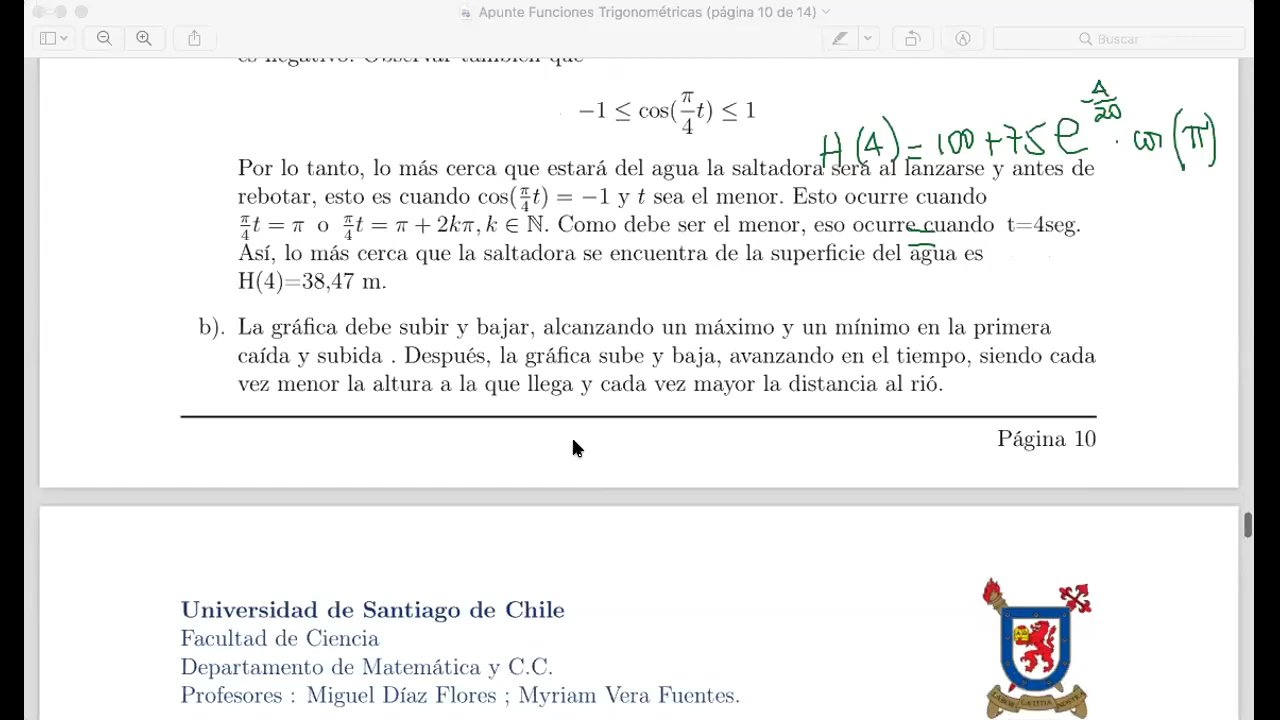 Apunte Funciones Trigonométricas (página 10 de 14)
Buscar
es negativo. Observar también que
−1 ≤ cos(π/4 t) ≤ 1
H(4) = 100 + 75 e^(-4/20) · cos(π)
Por lo tanto, lo más cerca que estará del agua la saltadora será al lanzarse y antes de
rebotar, esto es cuando cos(π/4 t) = −1 y t sea el menor. Esto ocurre cuando
π/4 t = π o π/4 t = π + 2kπ, k ∈ ℕ. Como debe ser el menor, eso ocurre cuando t=4seg.
Así, lo más cerca que la saltadora se encuentra de la superficie del agua es
H(4)=38,47 m.
b). La gráfica debe subir y bajar, alcanzando un máximo y un mínimo en la primera
caída y subida . Después, la gráfica sube y baja, avanzando en el tiempo, siendo cada
vez menor la altura a la que llega y cada vez mayor la distancia al rió.
Página 10
Universidad de Santiago de Chile
Facultad de Ciencia
Departamento de Matemática y C.C.
Profesores : Miguel Díaz Flores ; Myriam Vera Fuentes.